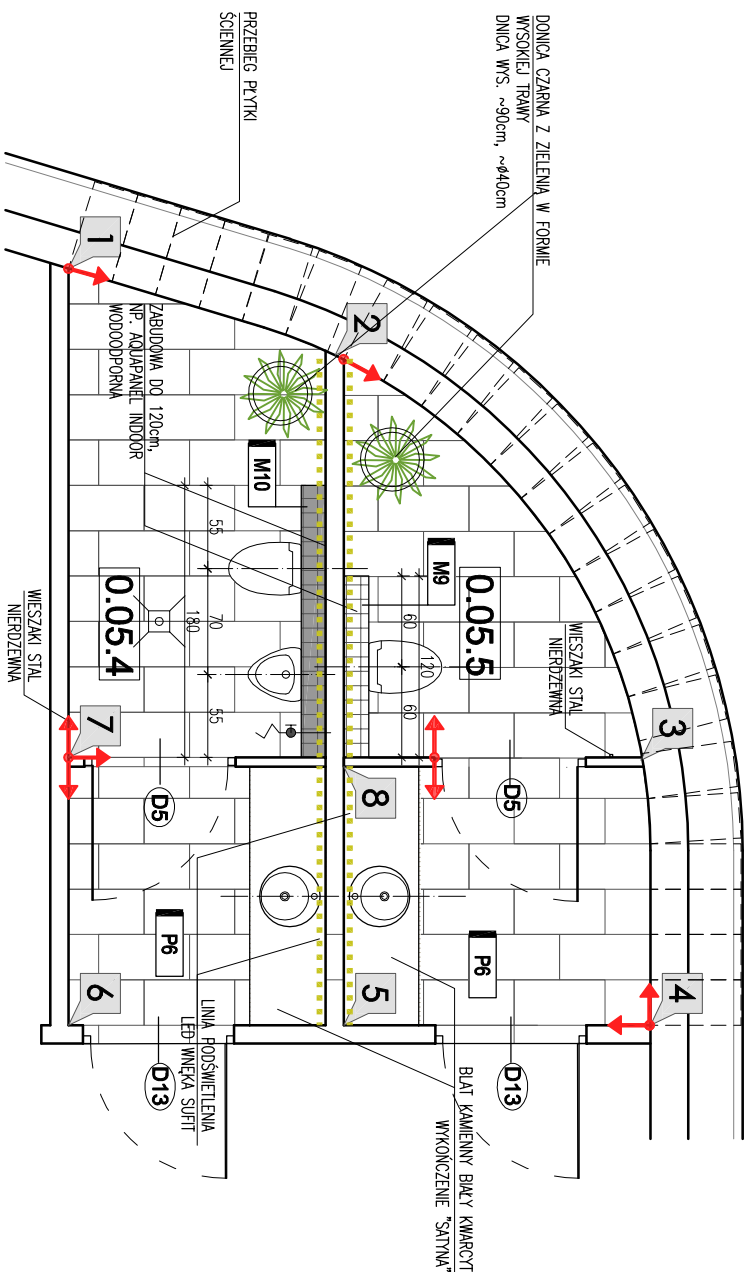 DONICA CZARNA Z ZIELENIĄ W FORMIE
WYSOKIEJ TRAWY
DNICA WYS. ~90cm, ~ø40cm
PRZEBIEG PŁYTKI
ŚCIENNEJ
ZABUDOWA DO 120cm,
NP. AQUAPANEL INDOOR
WODOODPORNA
WIESZAKI STAL
NIERDZEWNA
WIESZAKI STAL
NIERDZEWNA
LINIA PODŚWIETLENIA
LED WNĘKA SUFIT
BLAT KAMIENNY BIAŁY KWARCYT
WYKOŃCZENIE "SATYNA"
0.05.5
0.05.4
M9
M10
P6
P6
D5
D5
D13
D13
60
120
60
55
70
180
55
1
2
3
4
5
6
7
8